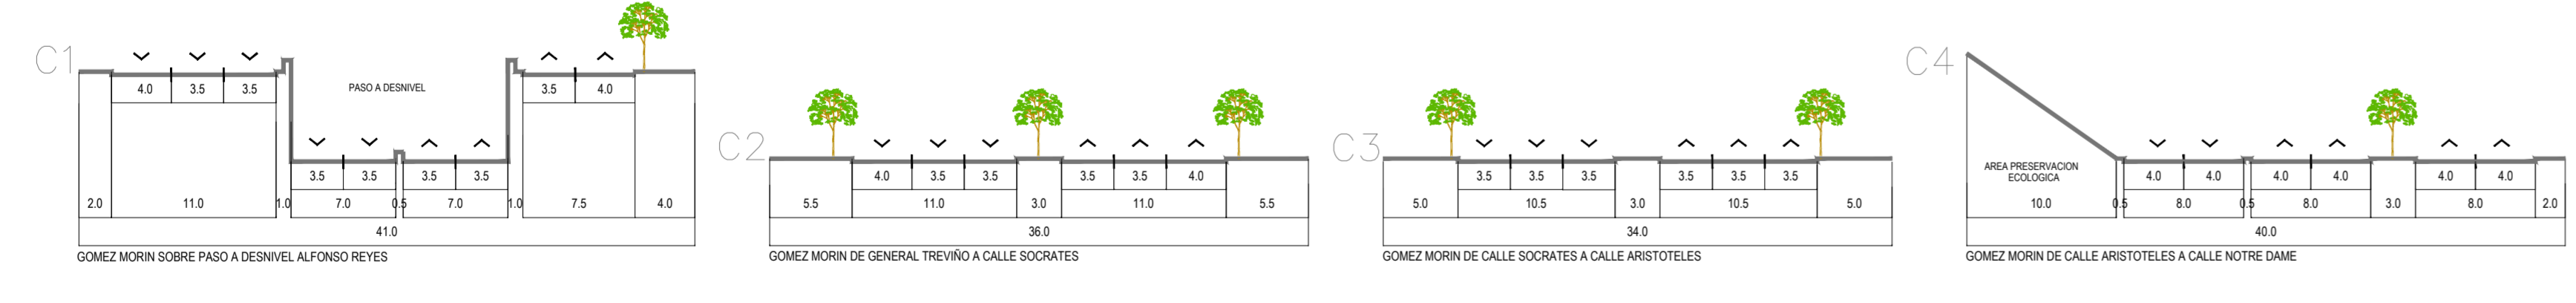 C1
4.0 3.5 3.5
PASO A DESNIVEL
3.5 4.0
3.5 3.5 3.5 3.5
2.0 11.0 1.0 7.0 0.5 7.0 1.0 7.5 4.0
41.0
GOMEZ MORIN SOBRE PASO A DESNIVEL ALFONSO REYES
C2
4.0 3.5 3.5 3.5 3.5 4.0
5.5 11.0 3.0 11.0 5.5
36.0
GOMEZ MORIN DE GENERAL TREVIÑO A CALLE SOCRATES
C3
3.5 3.5 3.5 3.5 3.5 3.5
5.0 10.5 3.0 10.5 5.0
34.0
GOMEZ MORIN DE CALLE SOCRATES A CALLE ARISTOTELES
C4
AREA PRESERVACION
ECOLOGICA
4.0 4.0 4.0 4.0 4.0 4.0
10.0 0.5 8.0 0.5 8.0 3.0 8.0 2.0
40.0
GOMEZ MORIN DE CALLE ARISTOTELES A CALLE NOTRE DAME